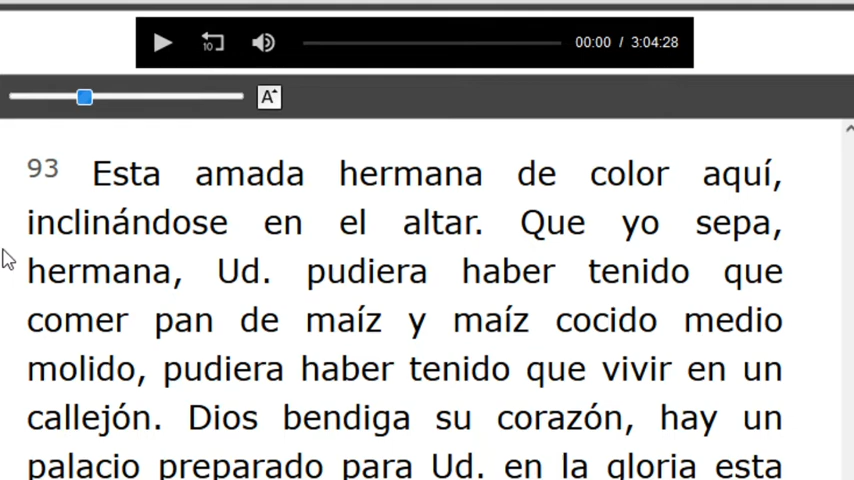 10
00:00 / 3:04:28
A
93 Esta amada hermana de color aquí,
inclinándose en el altar. Que yo sepa,
hermana, Ud. pudiera haber tenido que
comer pan de maíz y maíz cocido medio
molido, pudiera haber tenido que vivir en un
callejón. Dios bendiga su corazón, hay un
palacio preparado para Ud. en la gloria esta